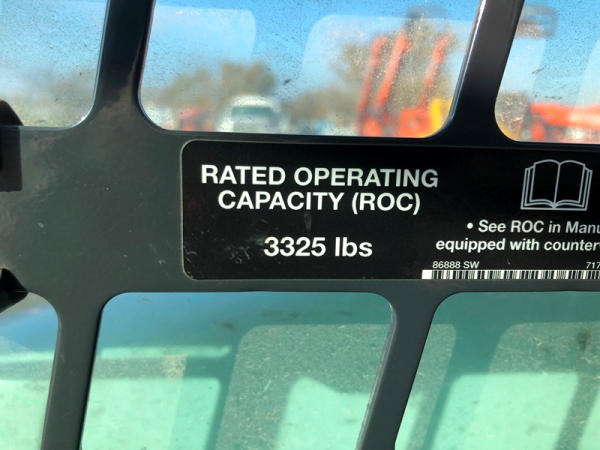 RATED OPERATING
CAPACITY (ROC)
3325 lbs
• See ROC in Manu
equipped with counter
86888 SW 717